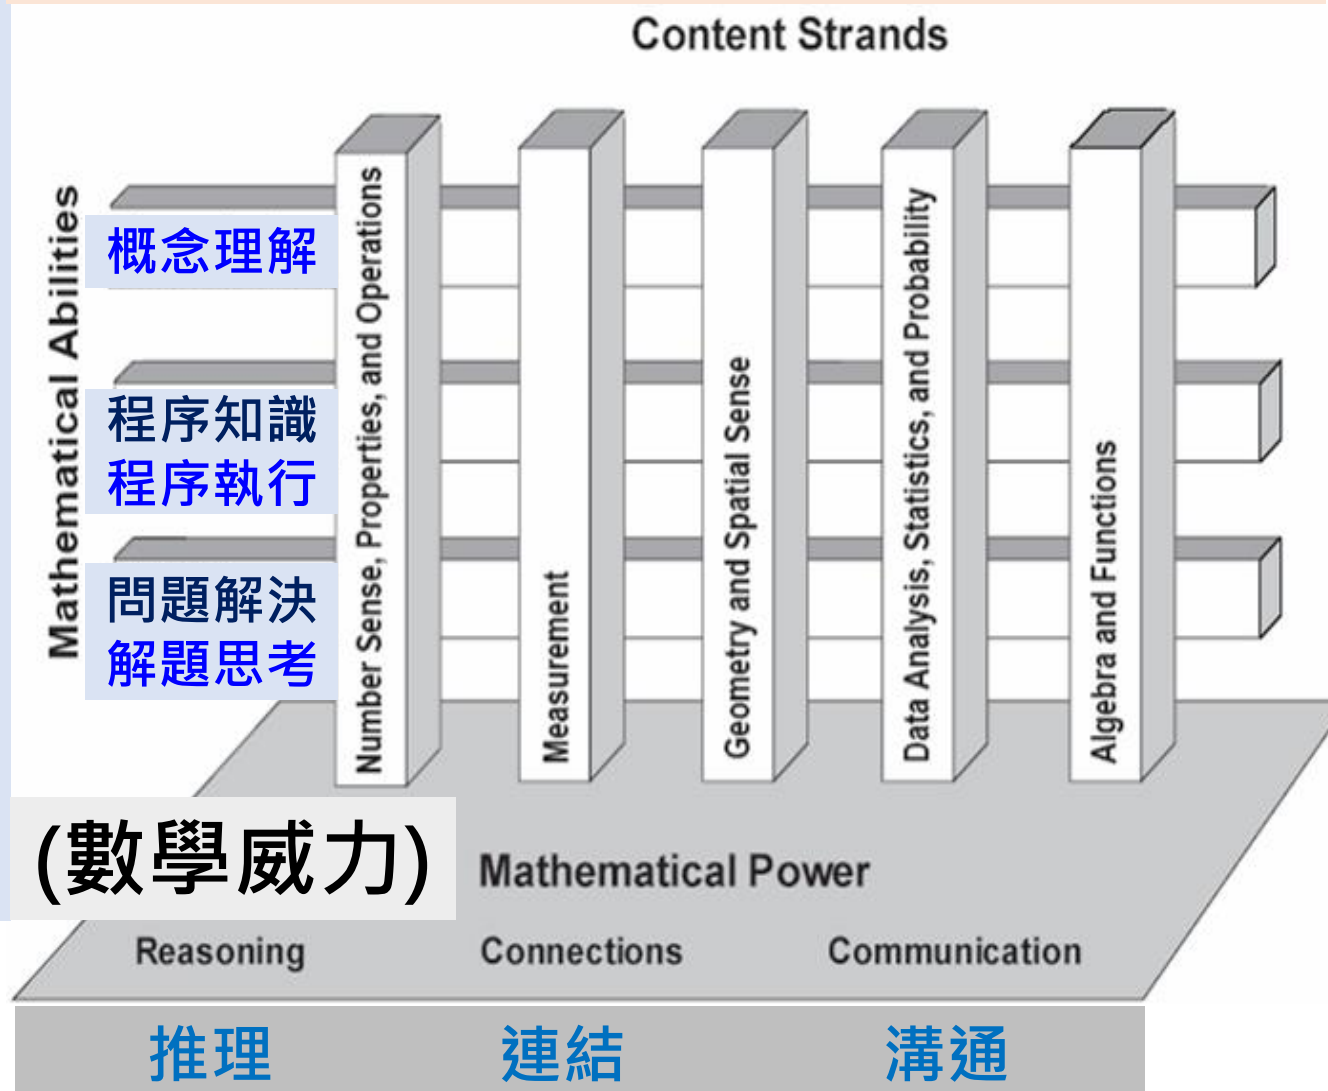 Content Strands
Mathematical Abilities
概念理解
程序知識
程序執行
問題解決
解題思考
Number Sense, Properties, and Operations
Measurement
Geometry and Spatial Sense
Data Analysis, Statistics, and Probability
Algebra and Functions
(數學威力)
Mathematical Power
Reasoning Connections Communication
推理 連結 溝通